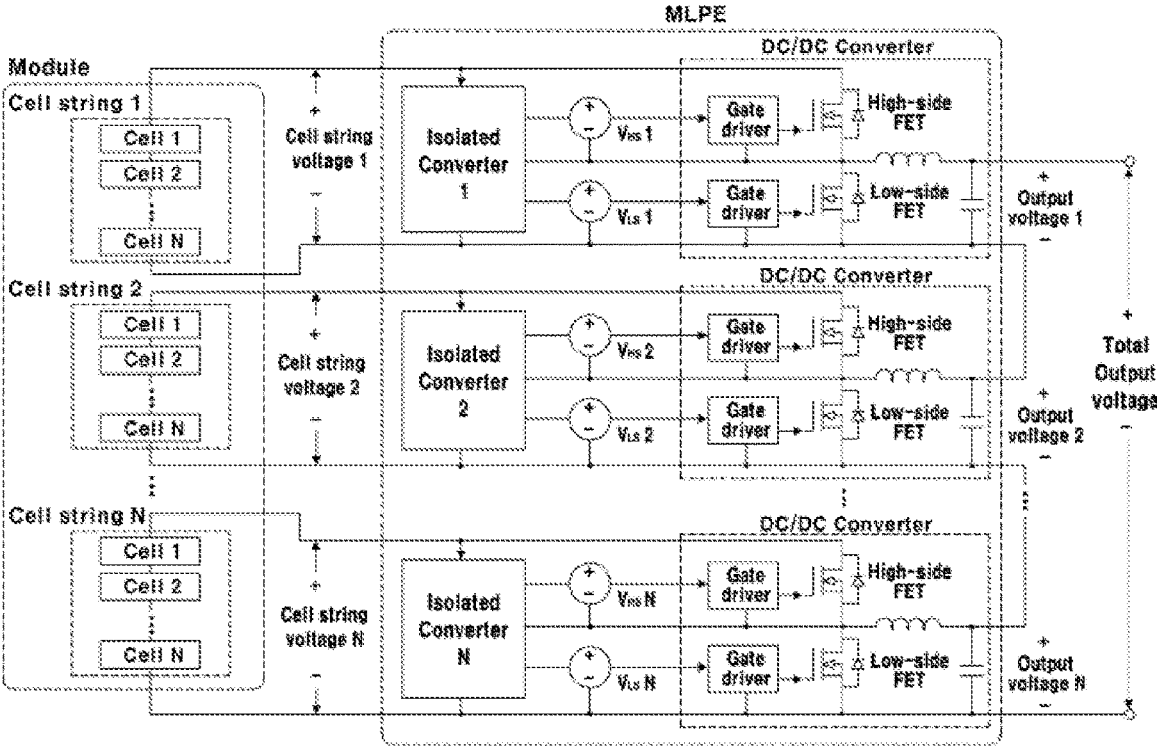 MLPE
Module
DC/DC Converter
Cell string 1
Cell 1
Cell 2
Cell N
+
Cell string
voltage 1
−
Isolated
Converter
1
+
−
VHS 1
+
−
VLS 1
Gate
driver
Gate
driver
High-side
FET
Low-side
FET
+
Output
voltage 1
−
DC/DC Converter
Cell string 2
Cell 1
Cell 2
Cell N
+
Cell string
voltage 2
−
Isolated
Converter
2
+
−
VHS 2
+
−
VLS 2
Gate
driver
Gate
driver
High-side
FET
Low-side
FET
+
Output
voltage 2
−
+
Total
Output
voltage
−
DC/DC Converter
Cell string N
Cell 1
Cell 2
Cell N
+
Cell string
voltage N
−
Isolated
Converter
N
+
−
VHS N
+
−
VLS N
Gate
driver
Gate
driver
High-side
FET
Low-side
FET
+
Output
voltage N
−